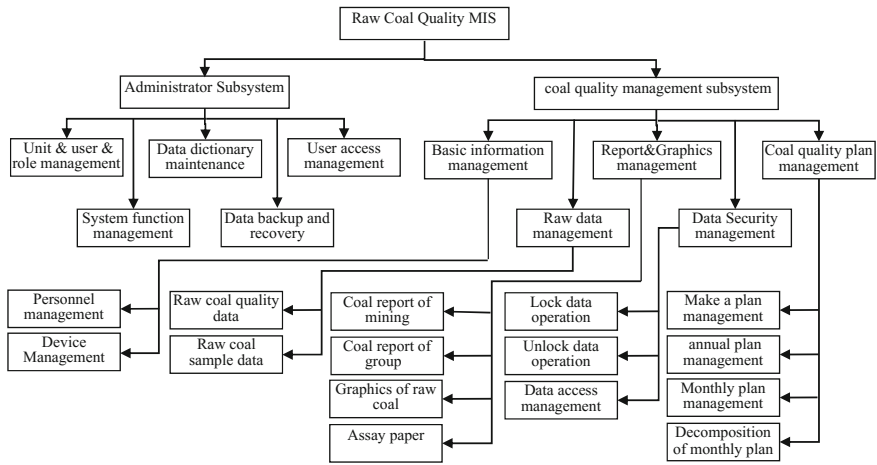 Raw Coal Quality MIS
Administrator Subsystem
coal quality management subsystem
Unit & user &
role management
Data dictionary
maintenance
User access
management
Basic information
management
Report&Graphics
management
Coal quality plan
management
System function
management
Data backup and
recovery
Raw data
management
Data Security
management
Personnel
management
Raw coal quality
data
Coal report of
mining
Lock data
operation
Make a plan
management
Device
Management
Raw coal
sample data
Coal report of
group
Unlock data
operation
annual plan
management
Graphics of raw
coal
Data access
management
Monthly plan
management
Assay paper
Decomposition
of monthly plan